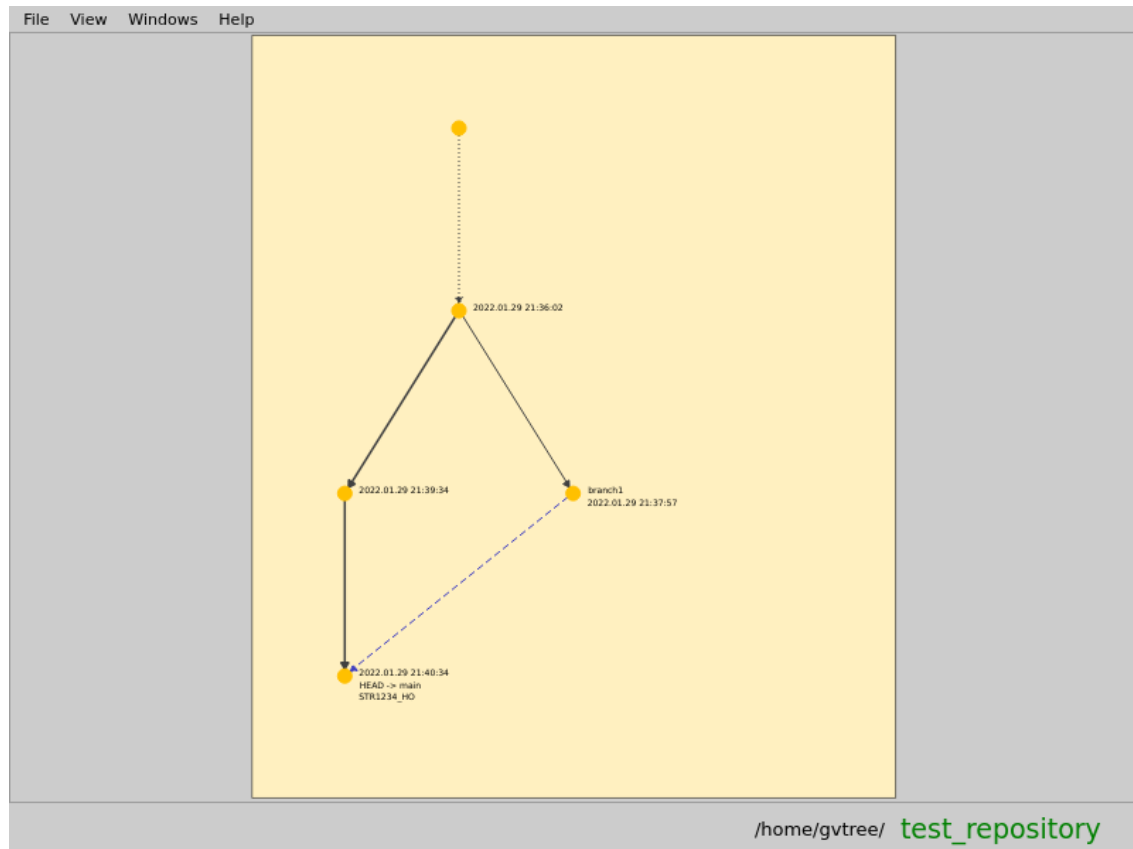 File View Windows Help
2022.01.29 21:36:02
2022.01.29 21:39:34
branch1
2022.01.29 21:37:57
2022.01.29 21:40:34
HEAD -> main
STR1234_HO
/home/gvtree/ test_repository